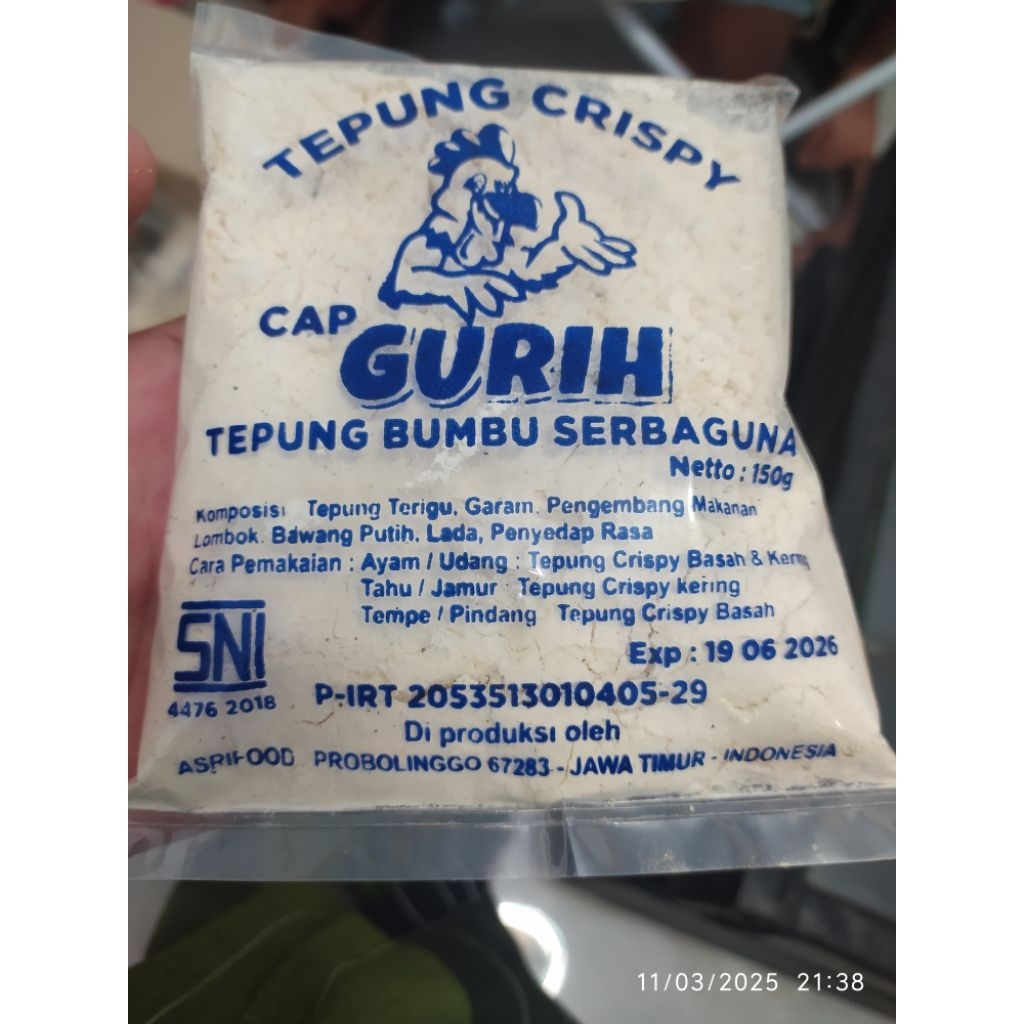 TEPUNG CRISPY
CAP
GURIH
TEPUNG BUMBU SERBAGUNA
Netto : 150g
Komposisi Tepung Terigu, Garam, Pengembang Makanan
Lombok, Bawang Putih, Lada, Penyedap Rasa
Cara Pemakaian : Ayam / Udang : Tepung Crispy Basah & Kering
Tahu / Jamur Tepung Crispy kering
Tempe / Pindang Tepung Crispy Basah
SNI
4476 2018
Exp : 19 06 2026
P-IRT 2053513010405-29
Di produksi oleh
ASRIFOOD PROBOLINGGO 67283 - JAWA TIMUR - INDONESIA
11/03/2025 21:38